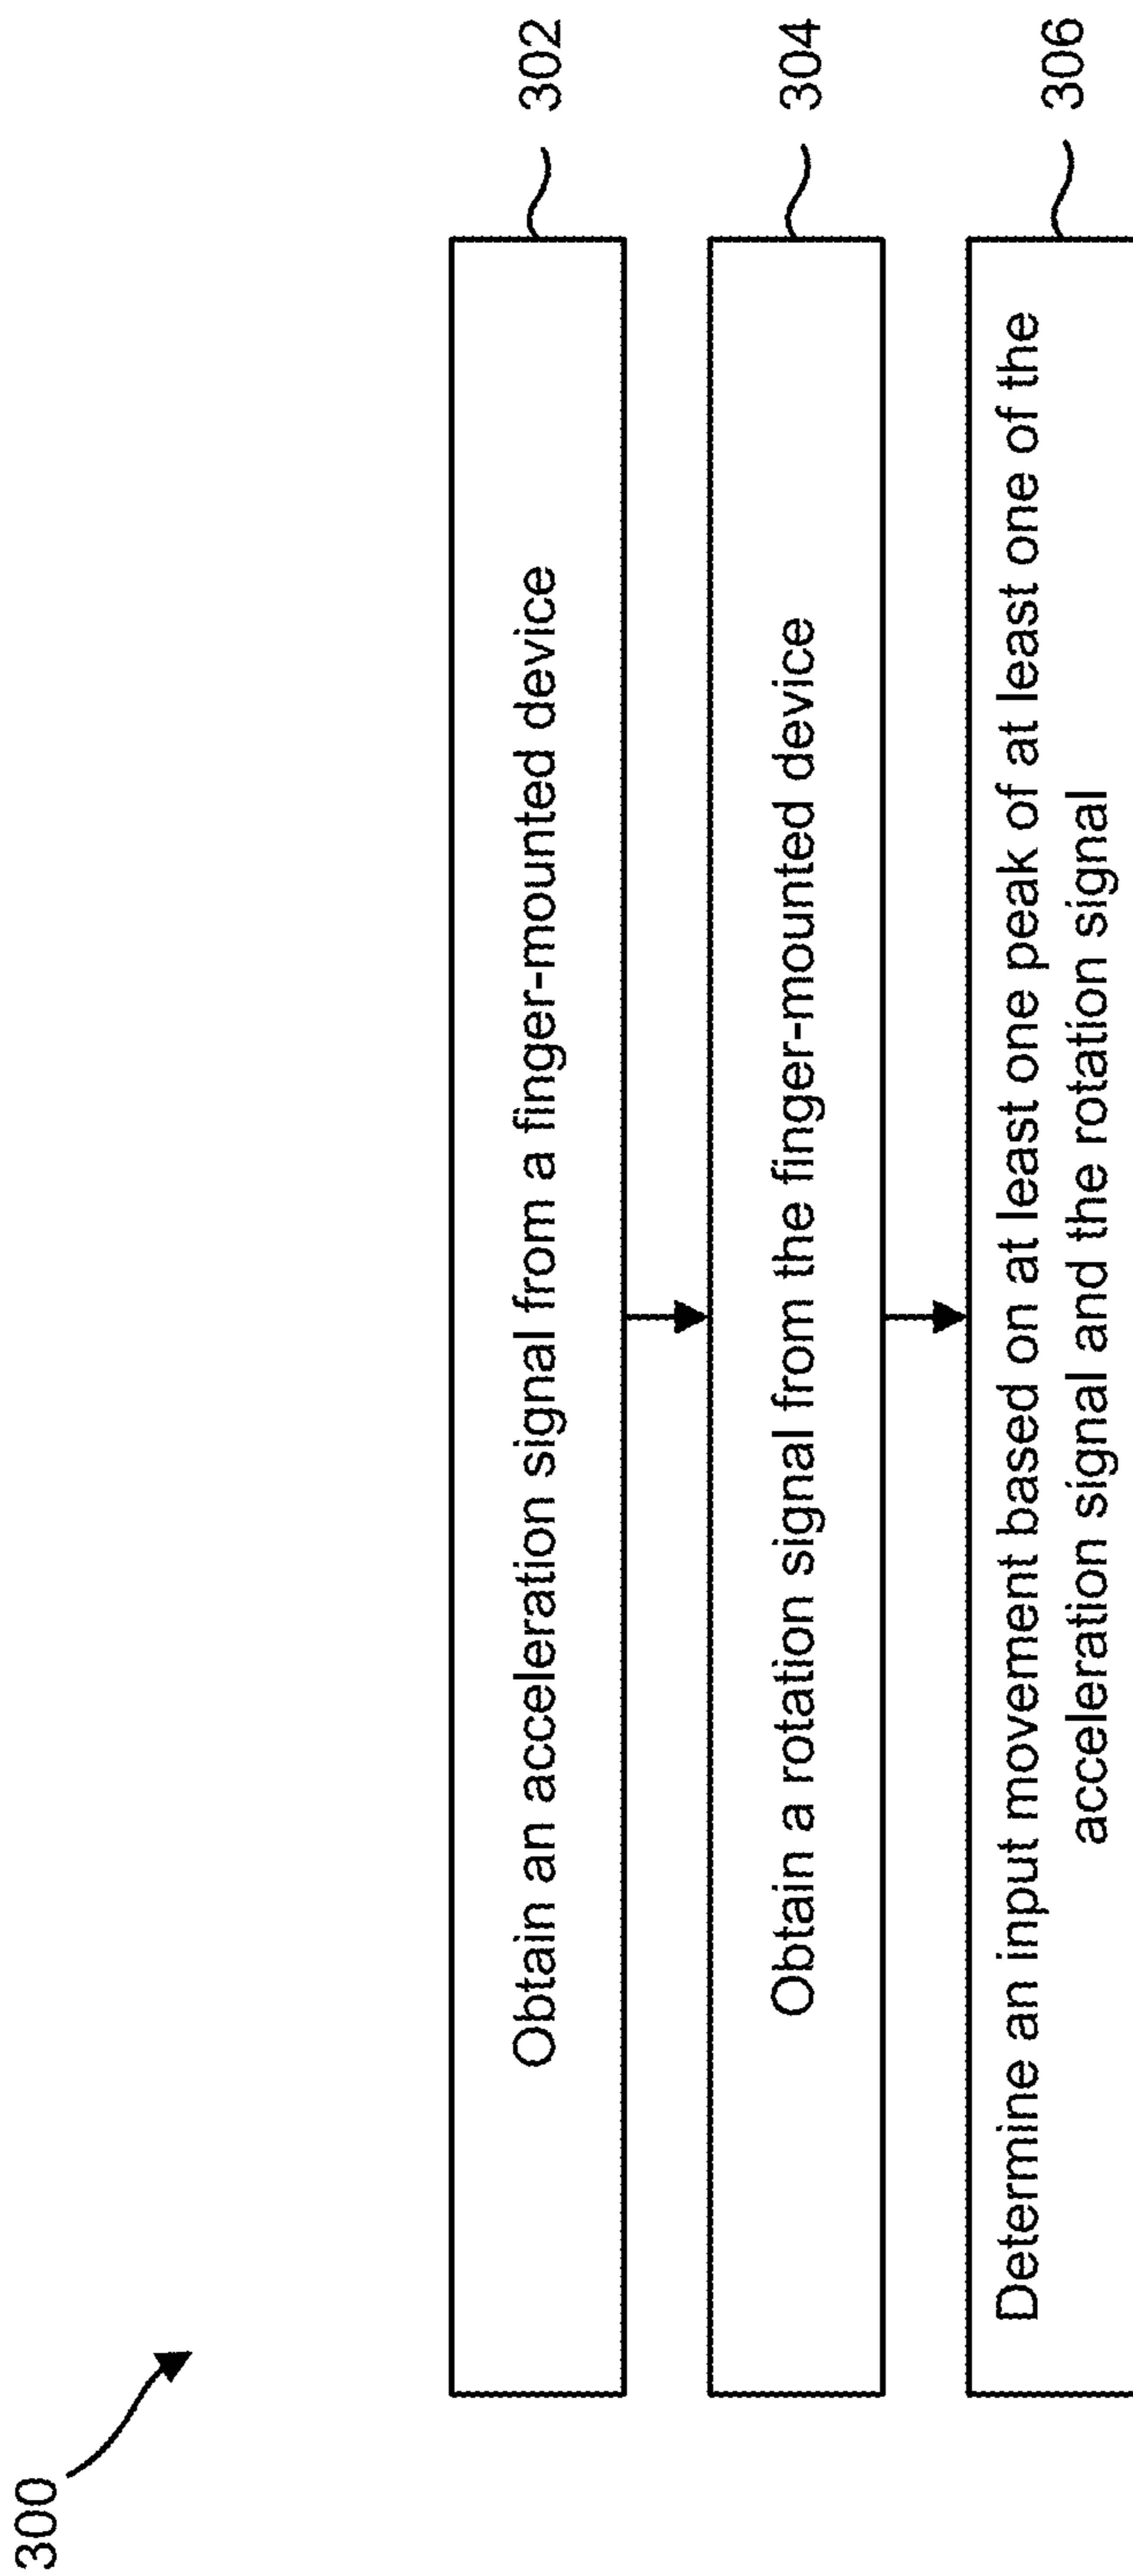 300
Obtain an acceleration signal from a finger-mounted device
302
Obtain a rotation signal from the finger-mounted device
304
Determine an input movement based on at least one peak of at least one of the
acceleration signal and the rotation signal
306